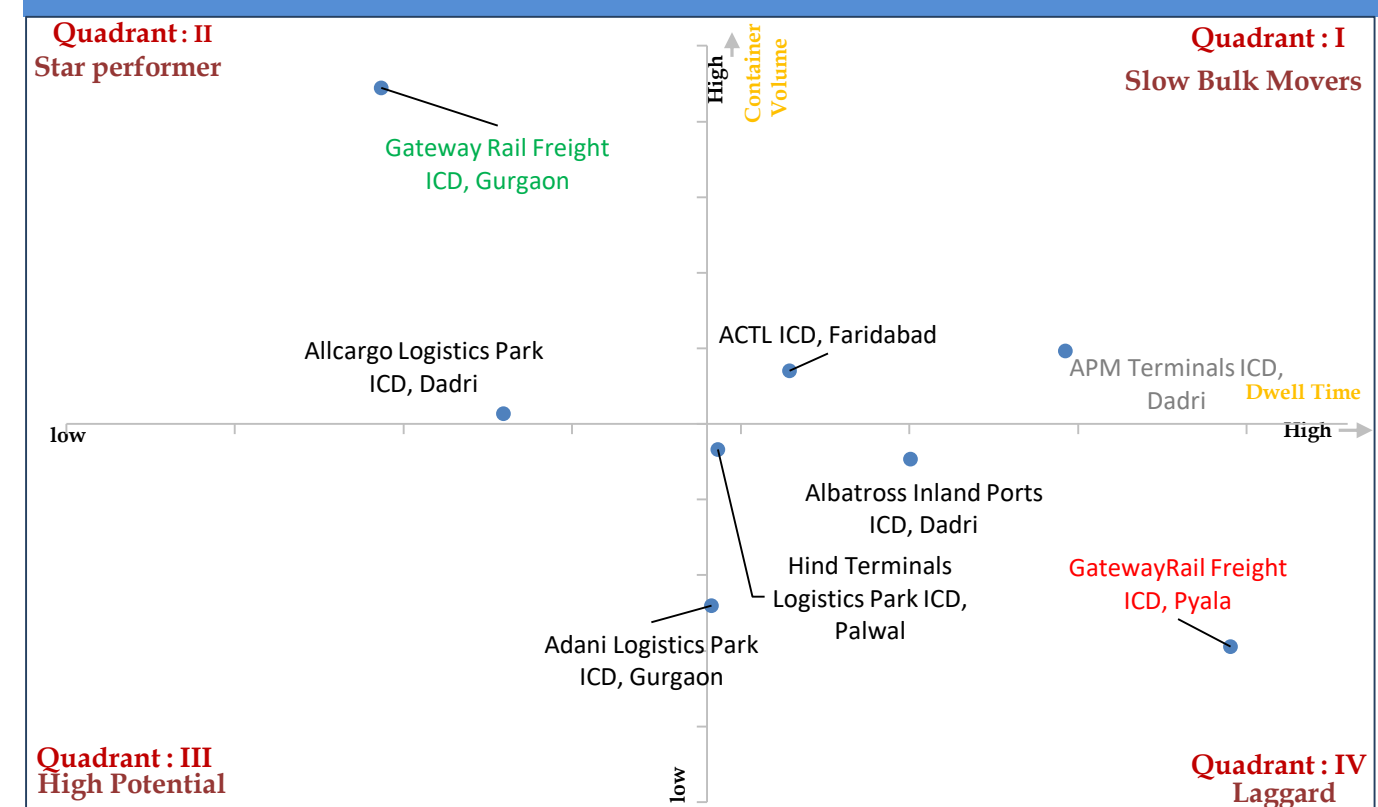 Quadrant : II
Star performer
Quadrant : I
Slow Bulk Movers
High
Container
Volume
Gateway Rail Freight
ICD, Gurgaon
ACTL ICD, Faridabad
Allcargo Logistics Park
ICD, Dadri
APM Terminals ICD,
Dadri
Dwell Time
low
High
Albatross Inland Ports
ICD, Dadri
Hind Terminals
Logistics Park ICD,
Palwal
GatewayRail Freight
ICD, Pyala
Adani Logistics Park
ICD, Gurgaon
Quadrant : III
High Potential
low
Quadrant : IV
Laggard